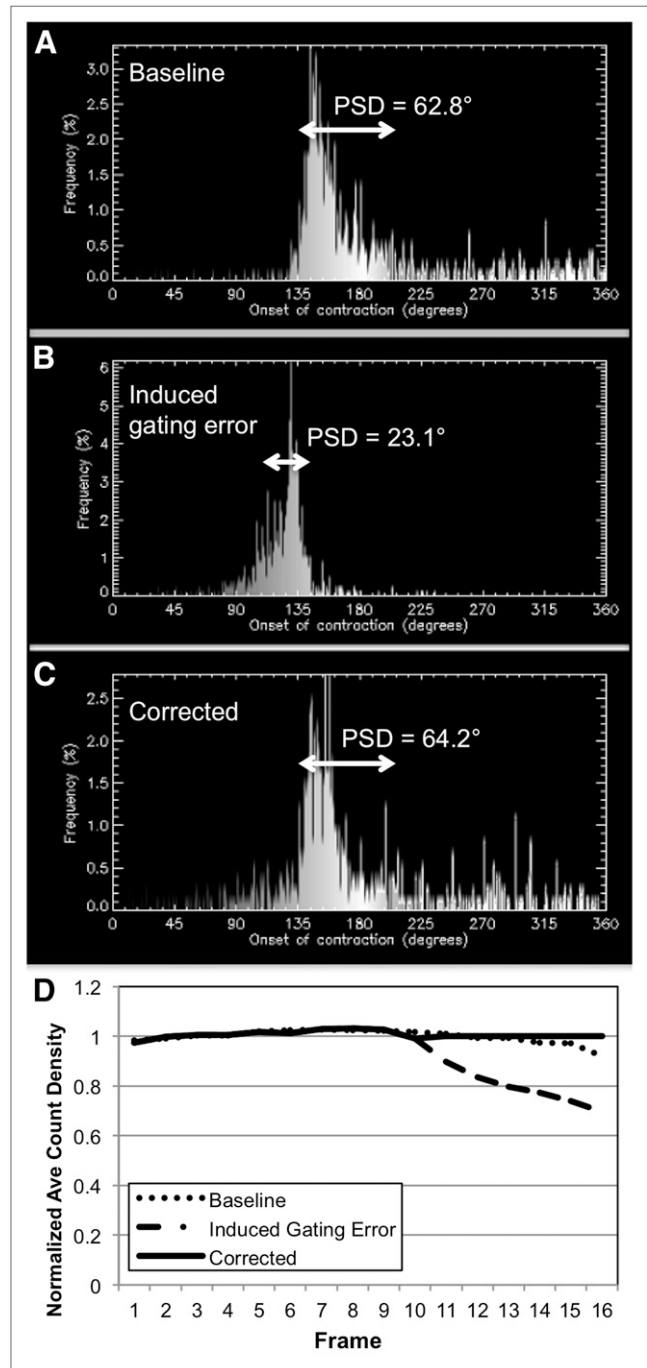 A
Baseline
PSD = 62.8°
Frequency (%)
3.0
2.5
2.0
1.5
1.0
0.5
0.0
0 45 90 135 180 225 270 315 360
Onset of contraction (degrees)
B
Induced
gating error
PSD = 23.1°
Frequency (%)
6
5
4
3
2
1
0
0 45 90 135 180 225 270 315 360
Onset of contraction (degrees)
C
Corrected
PSD = 64.2°
Frequency (%)
2.5
2.0
1.5
1.0
0.5
0.0
0 45 90 135 180 225 270 315 360
Onset of contraction (degrees)
D
Normalized Ave Count Density
1.2
1
0.8
0.6
0.4
0.2
0
Baseline
Induced Gating Error
Corrected
1 2 3 4 5 6 7 8 9 10 11 12 13 14 15 16
Frame